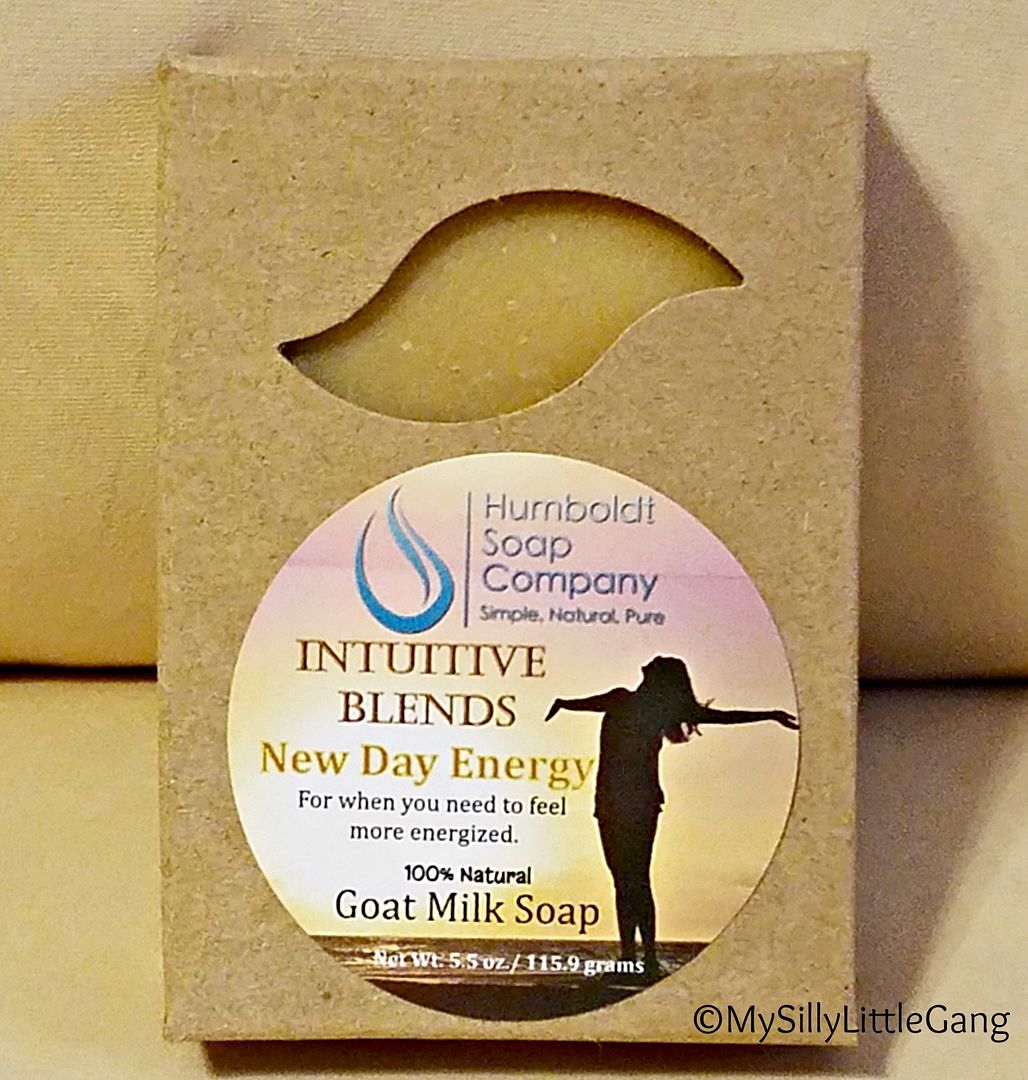 Humboldt
Soap
Company
Simple, Natural, Pure
INTUITIVE
BLENDS
New Day Energy
For when you need to feel
more energized.
100% Natural
Goat Milk Soap
Net Wt. 5.5 oz./ 115.9 grams
©MySillyLittleGang